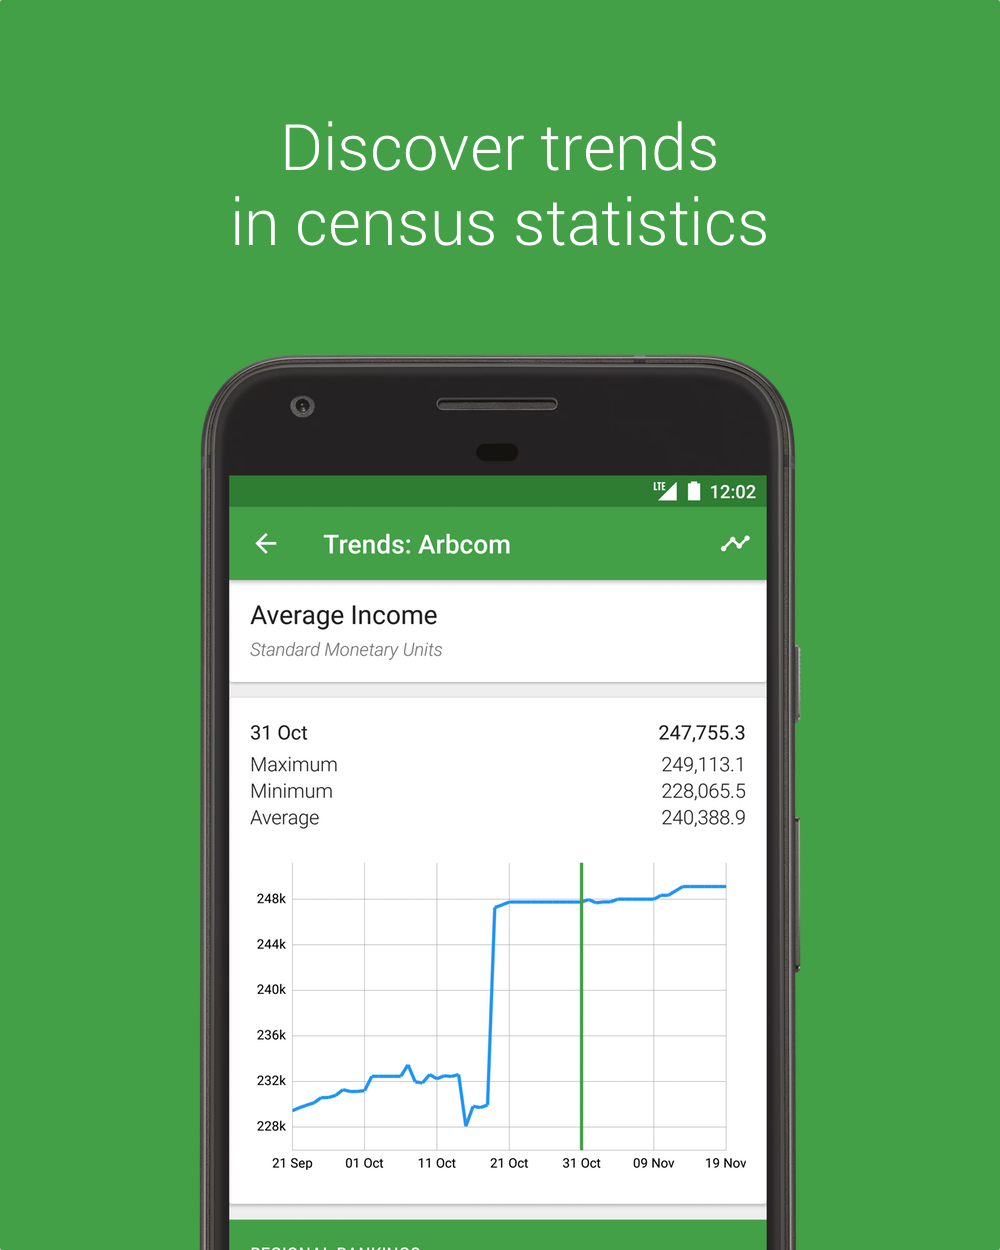 Discover trends
in census statistics
LTE 12:02
Trends: Arbcom
Average Income
Standard Monetary Units
31 Oct 247,755.3
Maximum 249,113.1
Minimum 228,065.5
Average 240,388.9
248k
244k
240k
236k
232k
228k
21 Sep 01 Oct 11 Oct 21 Oct 31 Oct 09 Nov 19 Nov
REGIONAL RANKINGS